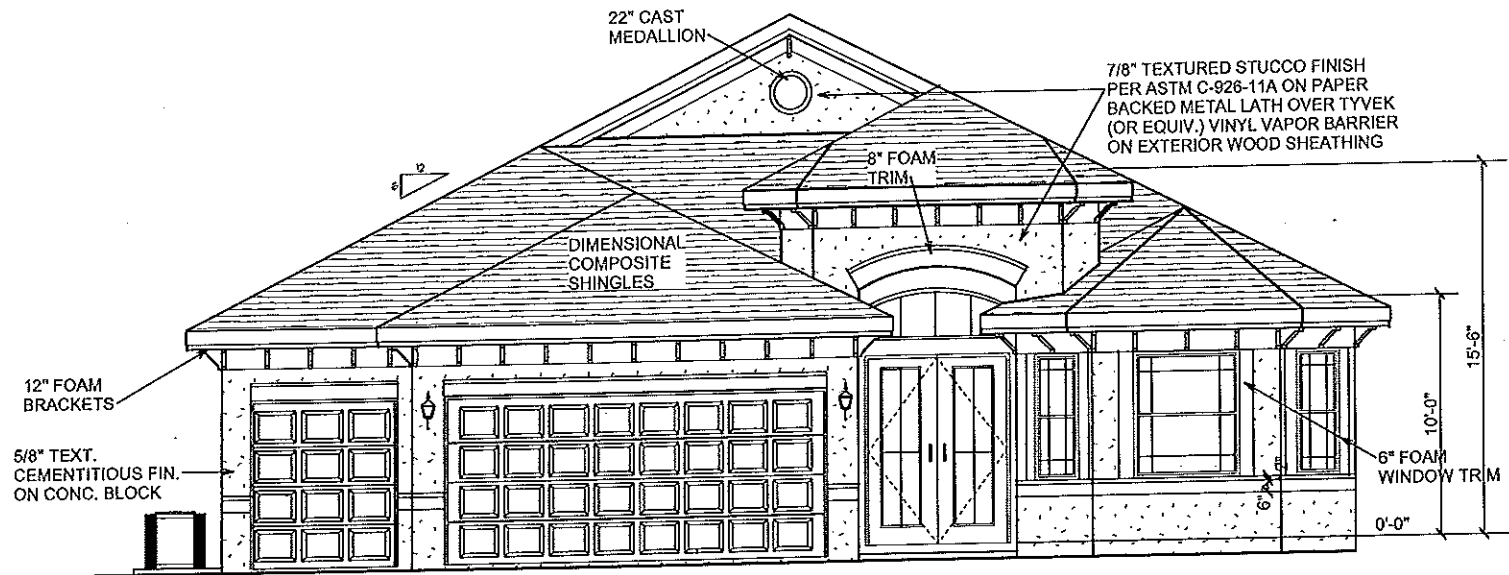 22" CAST
MEDALLION
7/8" TEXTURED STUCCO FINISH
PER ASTM C-926-11A ON PAPER
BACKED METAL LATH OVER TYVEK
(OR EQUIV.) VINYL VAPOR BARRIER
ON EXTERIOR WOOD SHEATHING
8" FOAM
TRIM
12
DIMENSIONAL
COMPOSITE
SHINGLES
12" FOAM
BRACKETS
5/8" TEXT.
CEMENTITIOUS FIN.
ON CONC. BLOCK
15'-6"
10'-0"
6" FOAM
WINDOW TRIM
6"
0'-0"